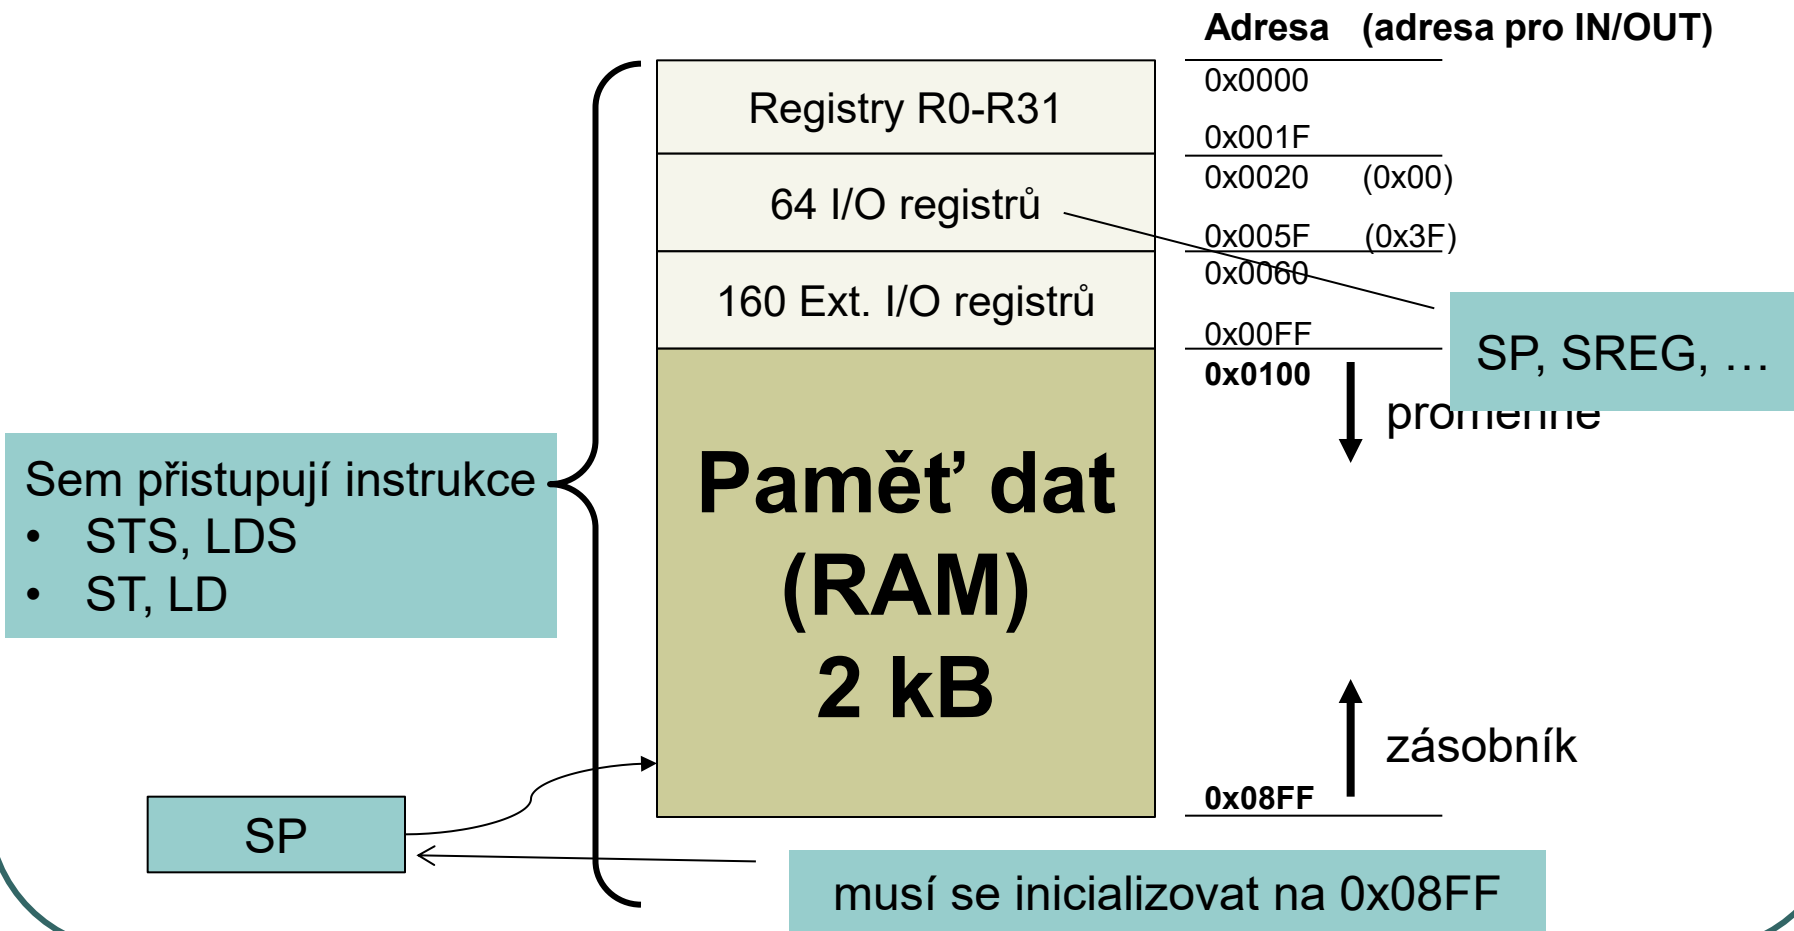 Adresa (adresa pro IN/OUT)
Registry R0-R31
0x0000
0x001F
64 I/O registrů
0x0020 (0x00)
0x005F (0x3F)
160 Ext. I/O registrů
0x0060
0x00FF
SP, SREG, …
0x0100
proměnné
Sem přistupují instrukce
• STS, LDS
• ST, LD
Paměť dat
(RAM)
2 kB
zásobník
0x08FF
SP
musí se inicializovat na 0x08FF